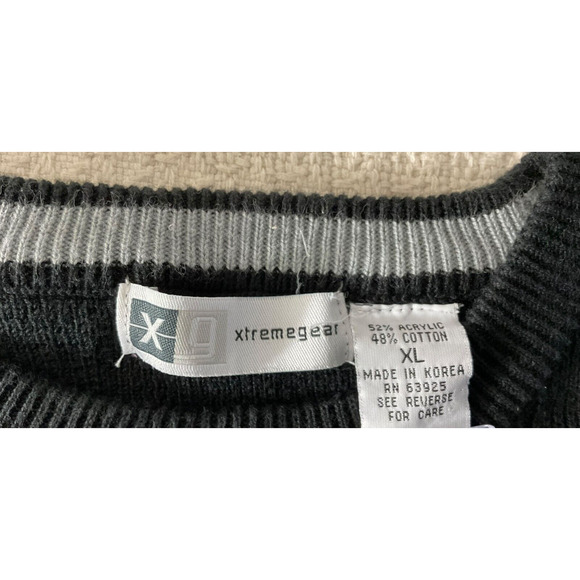 xg xtremegear
52% ACRYLIC
48% COTTON
XL
MADE IN KOREA
RN 63925
SEE REVERSE
FOR CARE